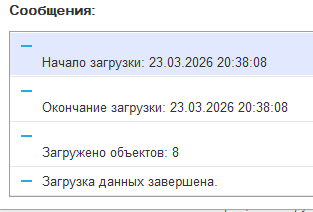 Сообщения:
Начало загрузки: 23.03.2026 20:38:08
Окончание загрузки: 23.03.2026 20:38:08
Загружено объектов: 8
Загрузка данных завершена.